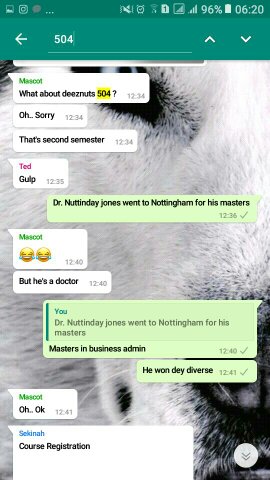 96% 06:20
504
Mascot
What about deeznuts 504 ?
12:34
Oh.. Sorry
12:34
That's second semester
12:34
Ted
Gulp
12:35
Dr. Nuttinday jones went to Nottingham for his masters
12:36
Mascot
😂😂
12:40
But he's a doctor
12:40
You
Dr. Nuttinday jones went to Nottingham for his
masters
Masters in business admin
12:40
He won dey diverse
12:41
Mascot
Oh.. Ok
12:41
Sekinah
Course Registration